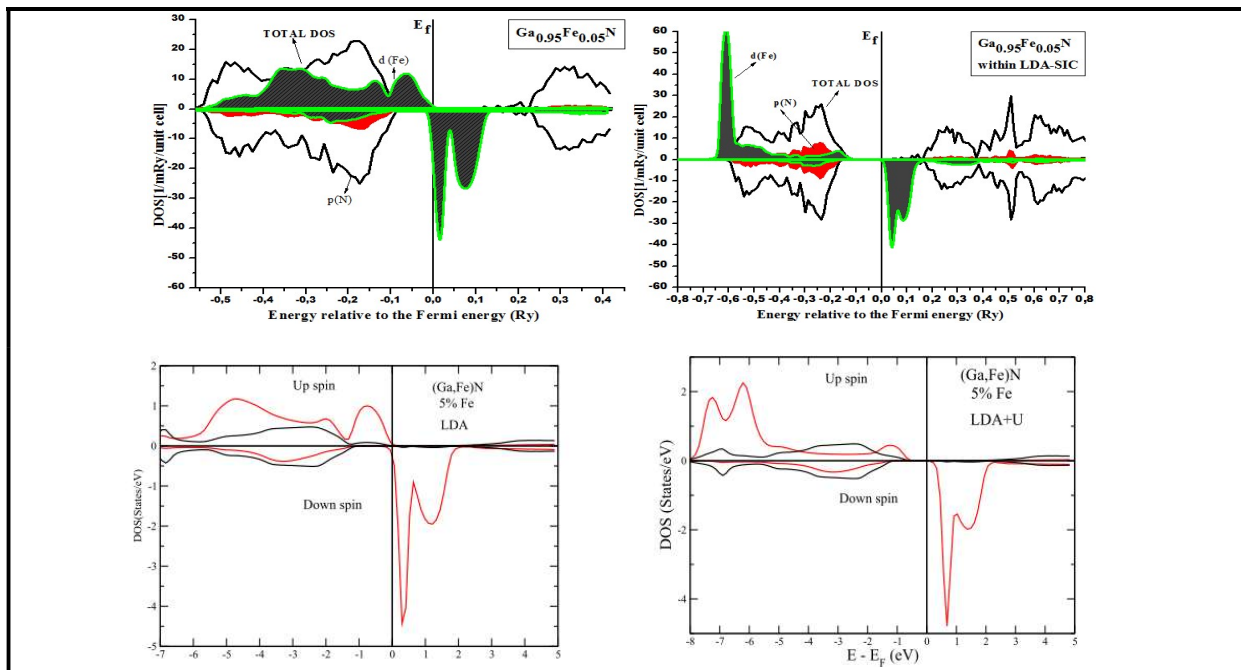 30
20
10
0
-10
-20
-30
-40
-50
-60
DOS[1/mRy/unit cell]
E_f
TOTAL DOS
d (Fe)
p(N)
Ga0.95Fe0.05N
-0,5 -0,4 -0,3 -0,2 -0,1 0,0 0,1 0,2 0,3 0,4
Energy relative to the Fermi energy (Ry)
60
50
40
30
20
10
0
-10
-20
-30
-40
-50
-60
DOS[1/mRy/unit cell]
E_f
d(Fe)
p(N)
TOTAL DOS
Ga0.95Fe0.05N
within LDA-SIC
-0,8 -0,7 -0,6 -0,5 -0,4 -0,3 -0,2 -0,1 0,0 0,1 0,2 0,3 0,4 0,5 0,6 0,7 0,8
Energy relative to the Fermi energy (Ry)
2
1
0
-1
-2
-3
-4
-5
DOS(States/eV)
Up spin
(Ga,Fe)N
5% Fe
LDA
Down spin
-7 -6 -5 -4 -3 -2 -1 0 1 2 3 4 5
2
0
-2
-4
DOS (States/eV)
Up spin
(Ga,Fe)N
5% Fe
LDA+U
Down spin
-8 -7 -6 -5 -4 -3 -2 -1 0 1 2 3 4 5
E - E_F (eV)